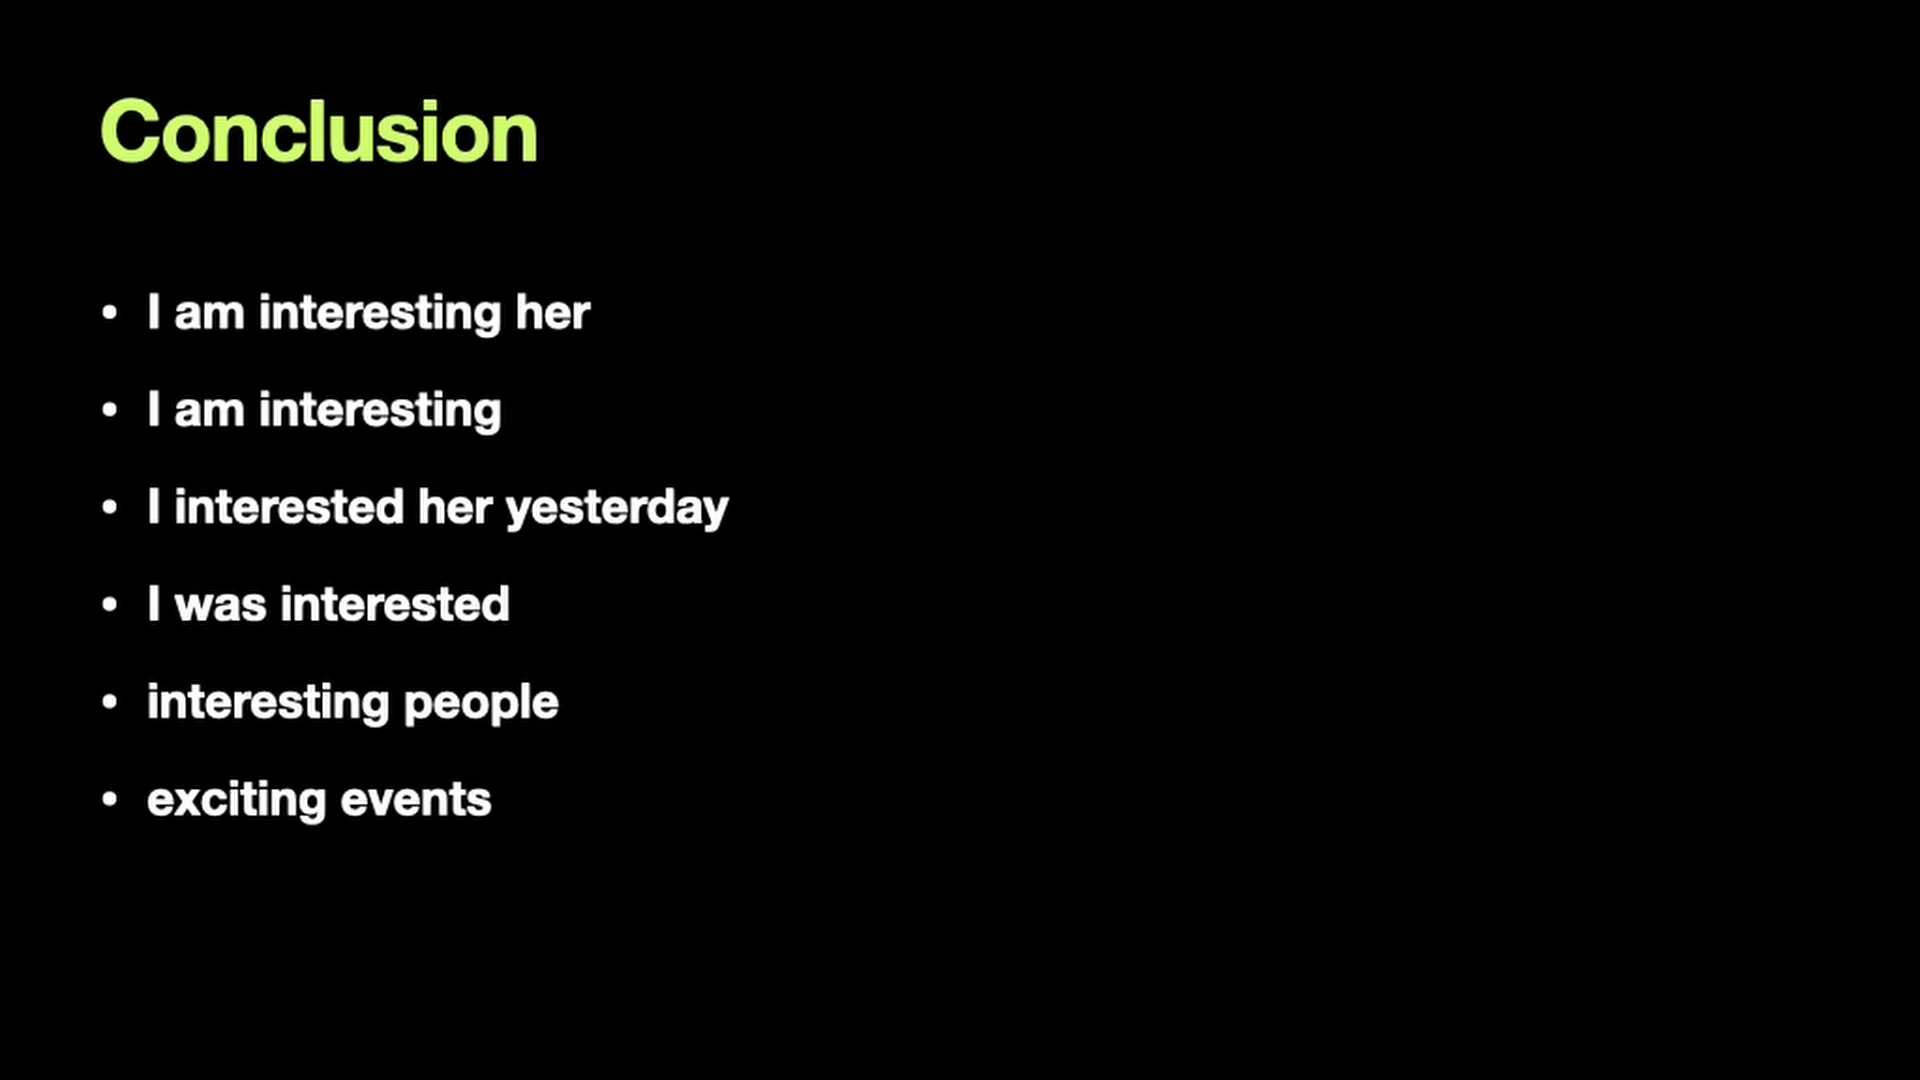 Conclusion
• I am interesting her
• I am interesting
• I interested her yesterday
• I was interested
• interesting people
• exciting events